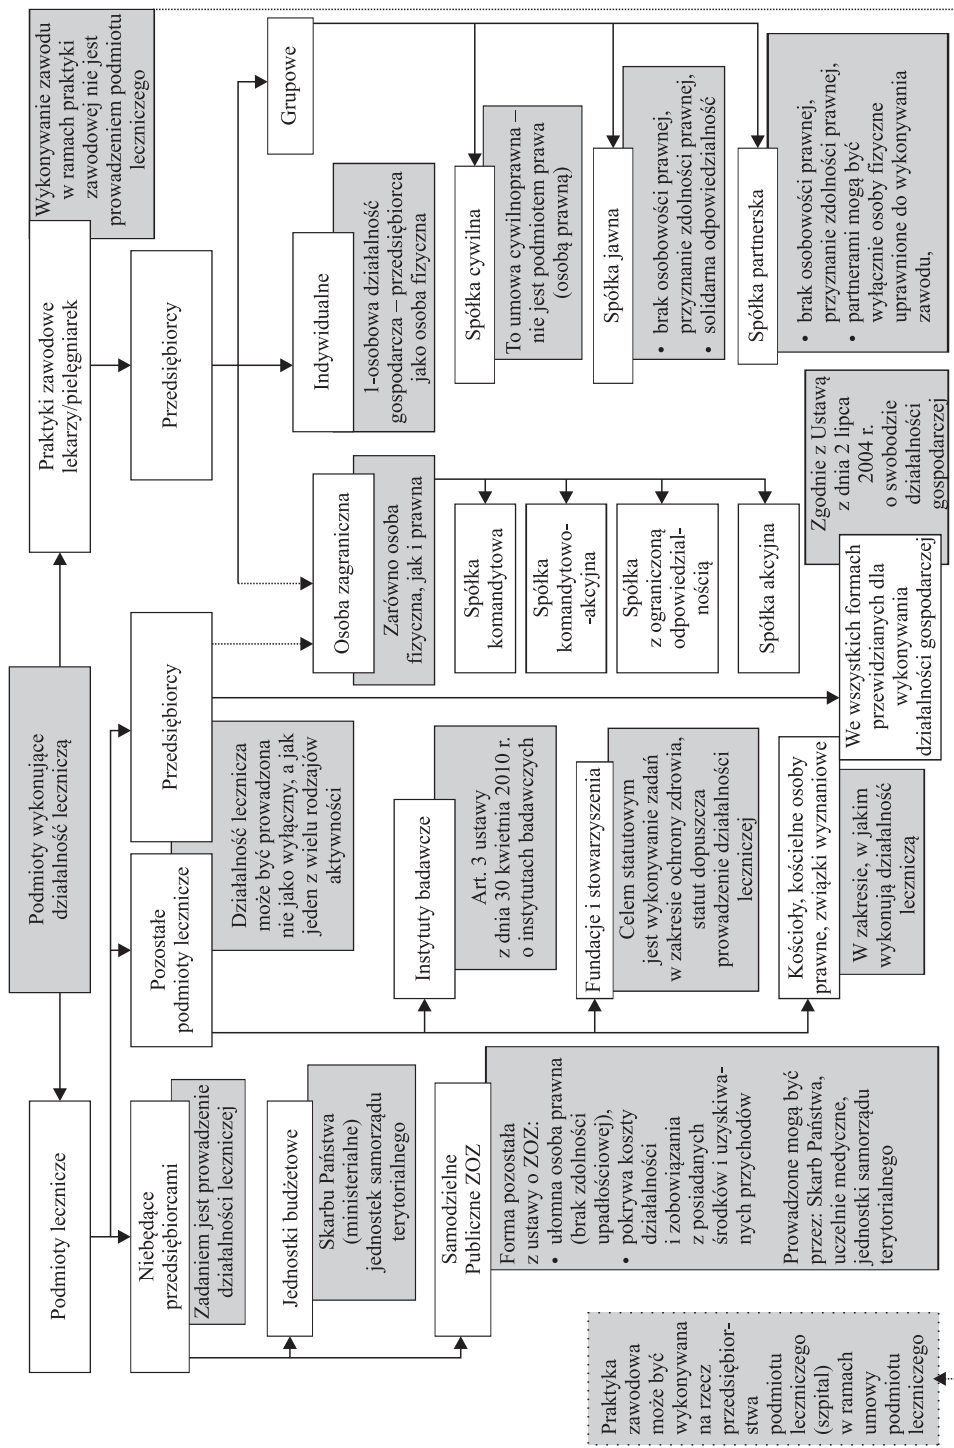 Podmioty wykonujące
działalność leczniczą
Podmioty lecznicze
Praktyki zawodowe
lekarzy/pielęgniarek
Wykonywanie zawodu
w ramach praktyki
zawodowej nie jest
prowadzeniem podmiotu
leczniczego
Niebędące
przedsiębiorcami
Zadaniem jest prowadzenie
działalności leczniczej
Pozostałe
podmioty lecznicze
Przedsiębiorcy
Działalność lecznicza
może być prowadzona
nie jako wyłączny, a jak
jeden z wielu rodzajów
aktywności
Przedsiębiorcy
Jednostki budżetowe
Skarbu Państwa
(ministerialne)
jednostek samorządu
terytorialnego
Samodzielne
Publiczne ZOZ
Forma pozostała
z ustawy o ZOZ:
• ułomna osoba prawna
(brak zdolności
upadłościowej),
• pokrywa koszty
działalności
i zobowiązania
z posiadanych
środków i uzyskiwa-
nych przychodów
Prowadzone mogą być
przez: Skarb Państwa,
uczelnie medyczne,
jednostki samorządu
terytorialnego
Instytuty badawcze
Art. 3 ustawy
z dnia 30 kwietnia 2010 r.
o instytutach badawczych
Fundacje i stowarzyszenia
Celem statutowym
jest wykonywanie zadań
w zakresie ochrony zdrowia,
statut dopuszcza
prowadzenie działalności
leczniczej
Kościoły, kościelne osoby
prawne, związki wyznaniowe
W zakresie, w jakim
wykonują działalność
leczniczą
We wszystkich formach
przewidzianych dla
wykonywania
działalności gospodarczej
Zgodnie z Ustawą
z dnia 2 lipca
2004 r.
o swobodzie
działalności
gospodarczej
Osoba zagraniczna
Zarówno osoba
fizyczna, jak i prawna
Spółka
komandytowa
Spółka
komandytowo-
-akcyjna
Spółka
z ograniczoną
odpowiedzial-
nością
Spółka akcyjna
Indywidualne
1-osobowa działalność
gospodarcza – przedsiębiorca
jako osoba fizyczna
Grupowe
Spółka cywilna
To umowa cywilnoprawna –
nie jest podmiotem prawa
(osobą prawną)
Spółka jawna
• brak osobowości prawnej,
przyznanie zdolności prawnej,
• solidarna odpowiedzialność
Spółka partnerska
• brak osobowości prawnej,
przyznanie zdolności prawnej,
• partnerami mogą być
wyłącznie osoby fizyczne
uprawnione do wykonywania
zawodu,
Praktyka
zawodowa
może być
wykonywana
na rzecz
przedsiębior-
stwa
podmiotu
leczniczego
(szpital)
w ramach
umowy
podmiotu
leczniczego